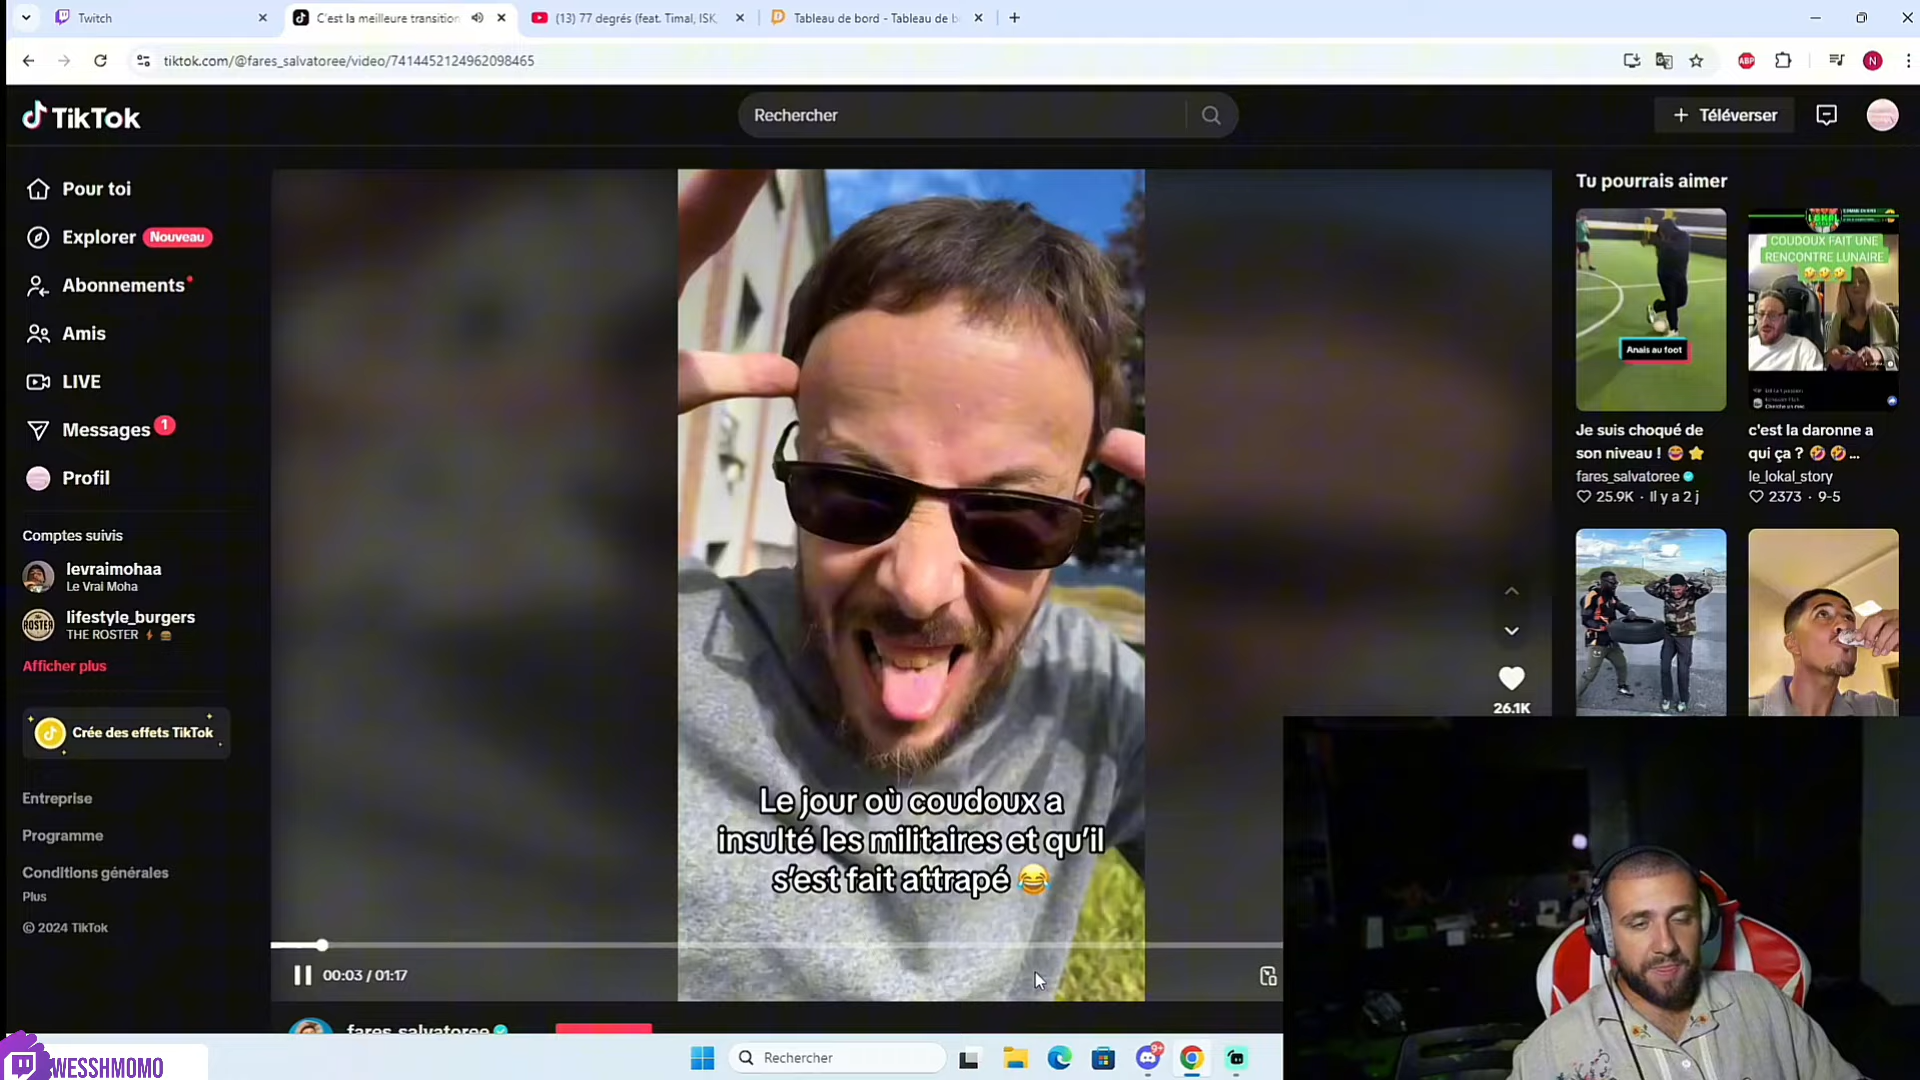 Twitch
C'est la meilleure transition
(13) 77 degrés (feat. Timal, ISK,
Tableau de bord - Tableau de b
tiktok.com/@fares_salvatoree/video/7414452124962098465
ABP
N
TikTok
Rechercher
Téléverser
Pour toi
Explorer Nouveau
Abonnements
Amis
LIVE
Messages 1
Profil
Comptes suivis
levraimohaa
Le Vrai Moha
lifestyle_burgers
THE ROSTER
ROSTER
Afficher plus
Crée des effets TikTok
Entreprise
Programme
Conditions générales
Plus
© 2024 TikTok
Le jour où coudoux a
insulté les militaires et qu'il
s'est fait attrapé 😂
26.1K
00:03 / 01:17
fares_salvatoree
Tu pourrais aimer
Anais au foot
Je suis choqué de
son niveau ! 🤩 ⭐
fares_salvatoree
25.9K · Il y a 2 j
COUDOUX FAIT UNE
RENCONTRE LUNAIRE
🤣🤣🤣
c'est la daronne a
qui ça ? 🤣 🤣...
le_lokal_story
2373 · 9-5
Rechercher
9+
WESSHMOMO